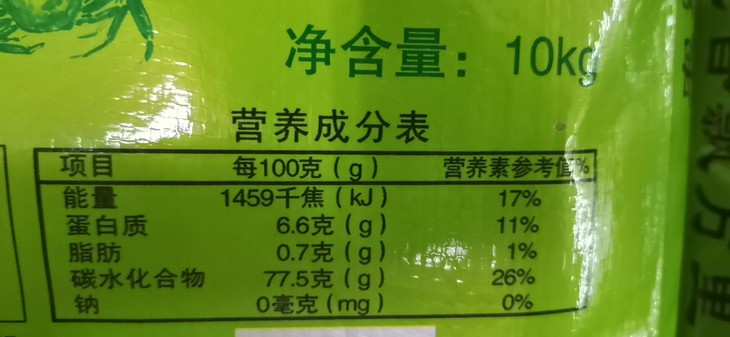 净含量：10kg
营养成分表
项目 每100克（g） 营养素参考值%
能量 1459千焦（kJ） 17%
蛋白质 6.6克（g） 11%
脂肪 0.7克（g） 1%
碳水化合物 77.5克（g） 26%
钠 0毫克（mg） 0%
飘万里